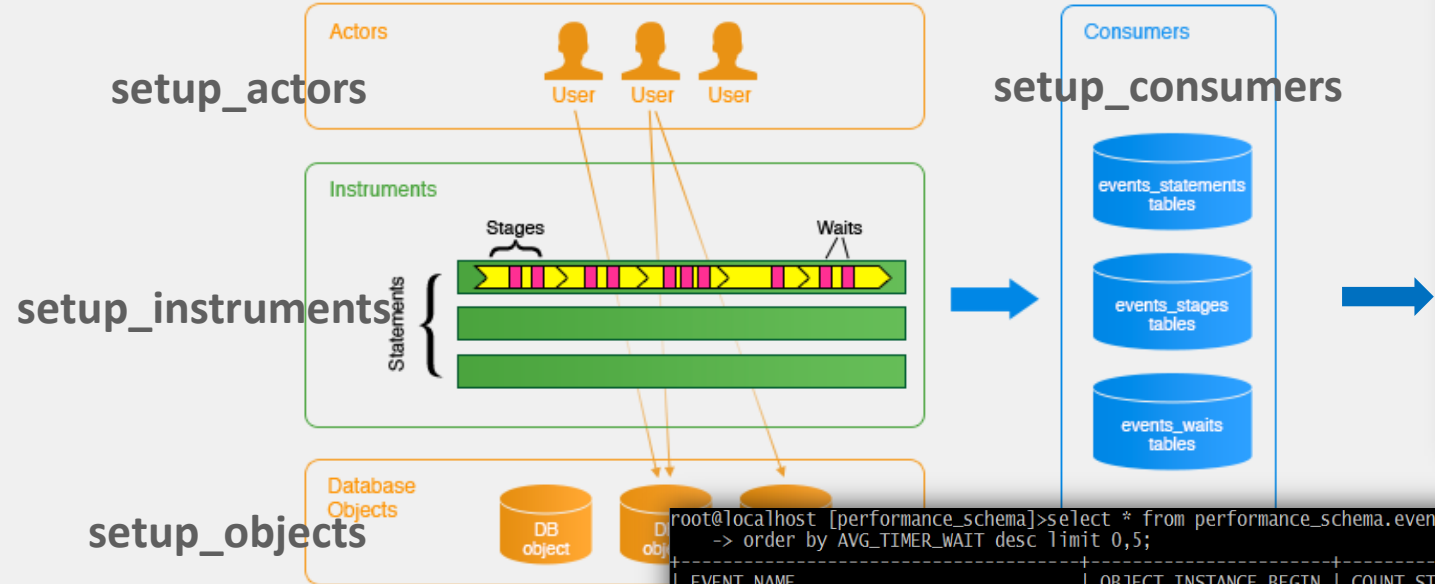 Actors
setup_actors
User User User
Consumers
setup_consumers
Instruments
Stages
Waits
Statements
setup_instruments
events_statements
tables
events_stages
tables
events_waits
tables
Database
Objects
setup_objects
DB
object
root@localhost [performance_schema]>select * from performance_schema.even
-> order by AVG_TIMER_WAIT desc limit 0,5;
| EVENT_NAME | OBJECT_INSTANCE_BEGIN | COUNT_ST